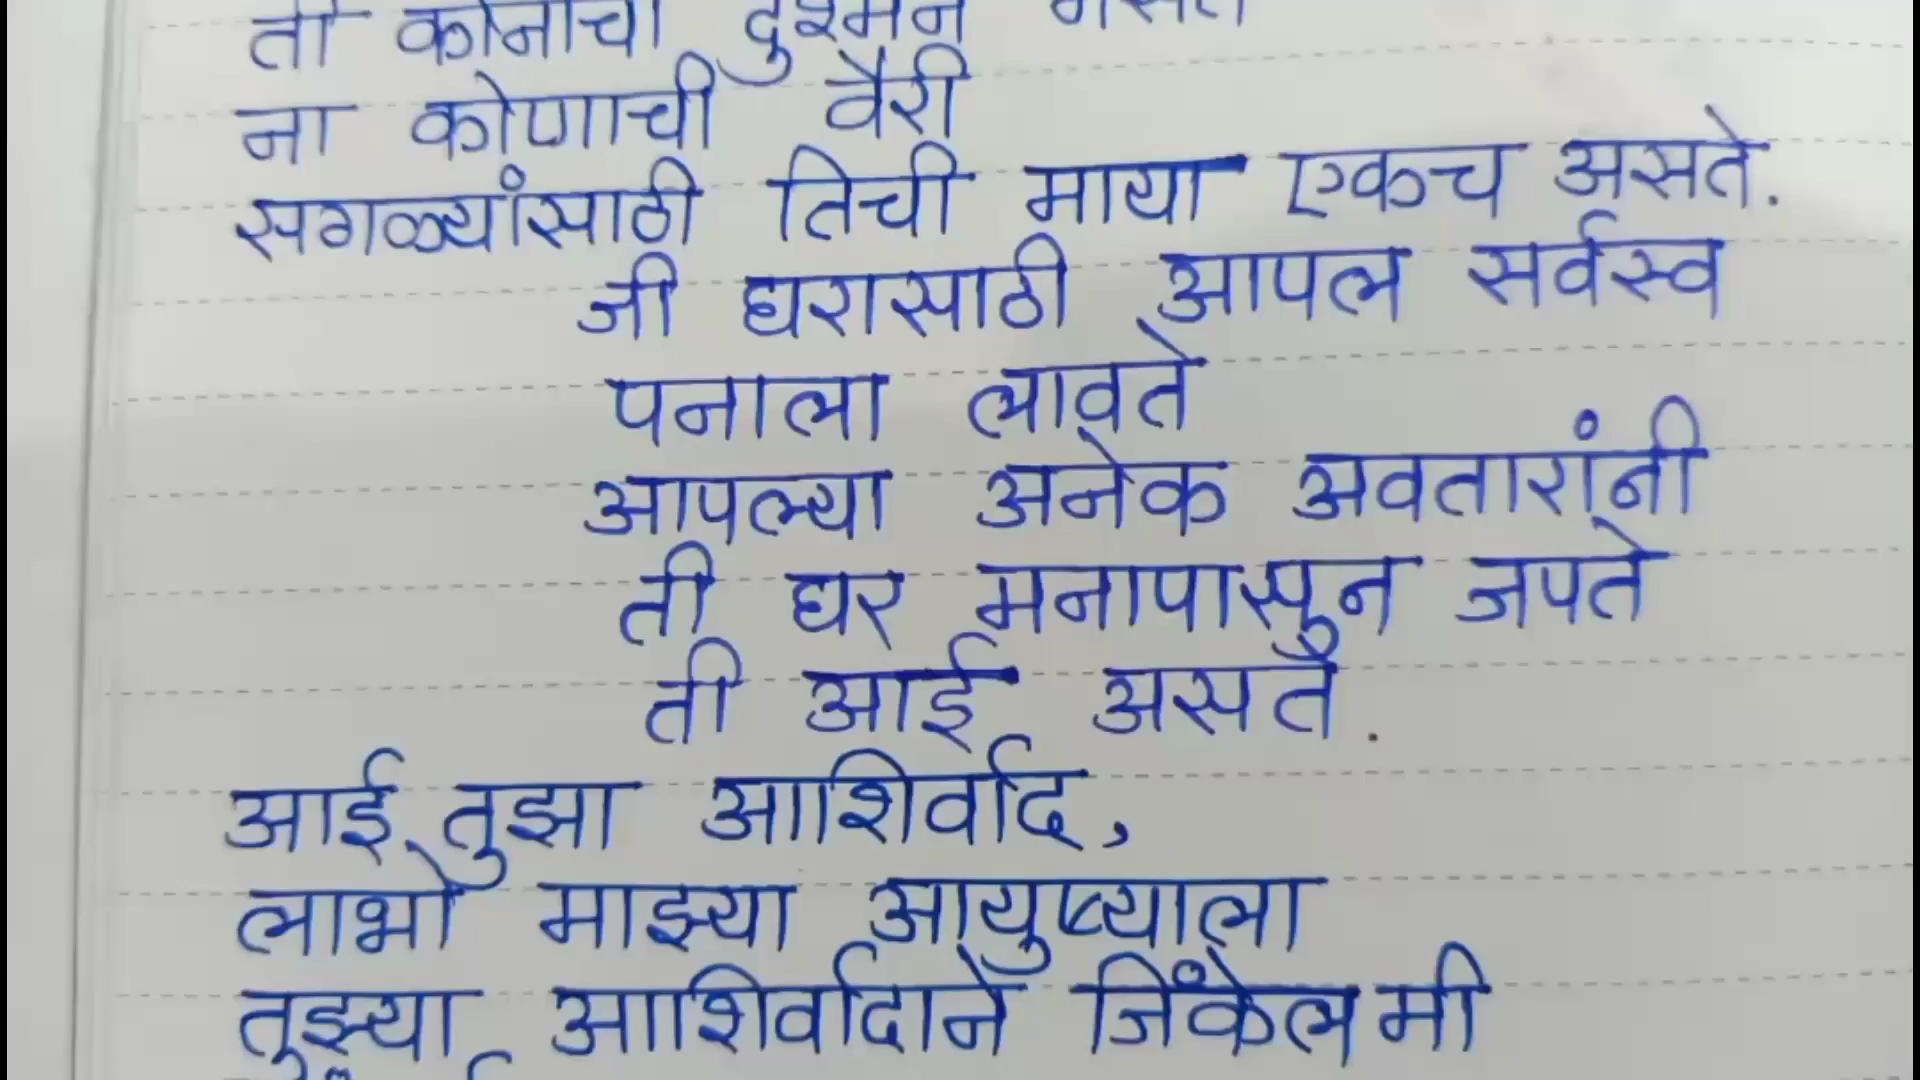 ती कोनाची दुश्मन नसते
ना कोणाची वैरी
सगळ्यांसाठी तिची माया एकच असते.
जी घरासाठी आपल सर्वस्व
पनाला लावते
आपल्या अनेक अवतारांनी
ती घर मनापासुन जपते
ती आई असते.
आई तुझा आशिर्वाद,
लाभो माझ्या आयुष्याला
तुझ्या आशिर्वादाने जिंकेल मी